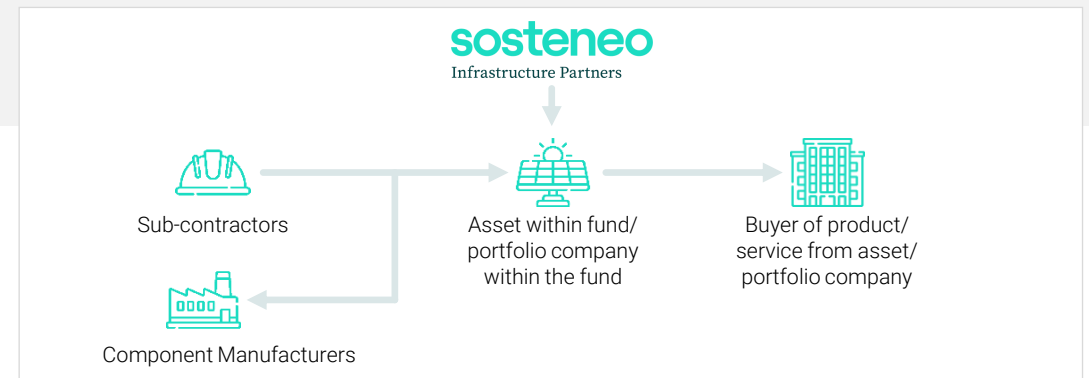 sosteneo
Infrastructure Partners
Sub-contractors
Asset within fund/
portfolio company
within the fund
Buyer of product/
service from asset/
portfolio company
Component Manufacturers